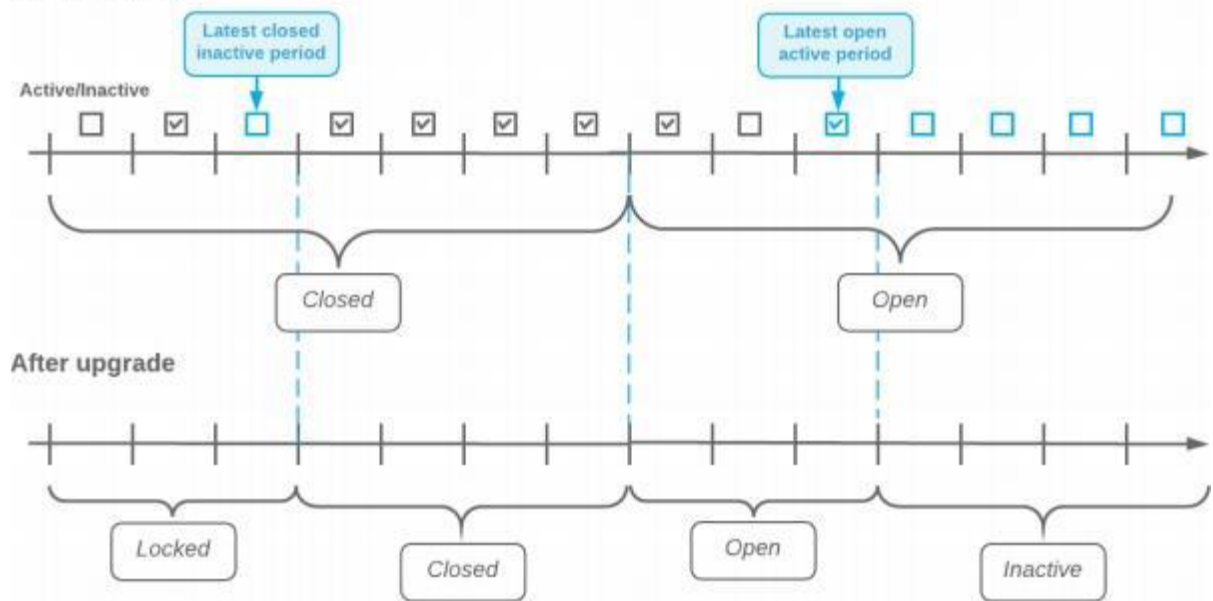 Latest closed
inactive period
Latest open
active period
Active/Inactive
Closed
Open
After upgrade
Locked
Closed
Open
Inactive